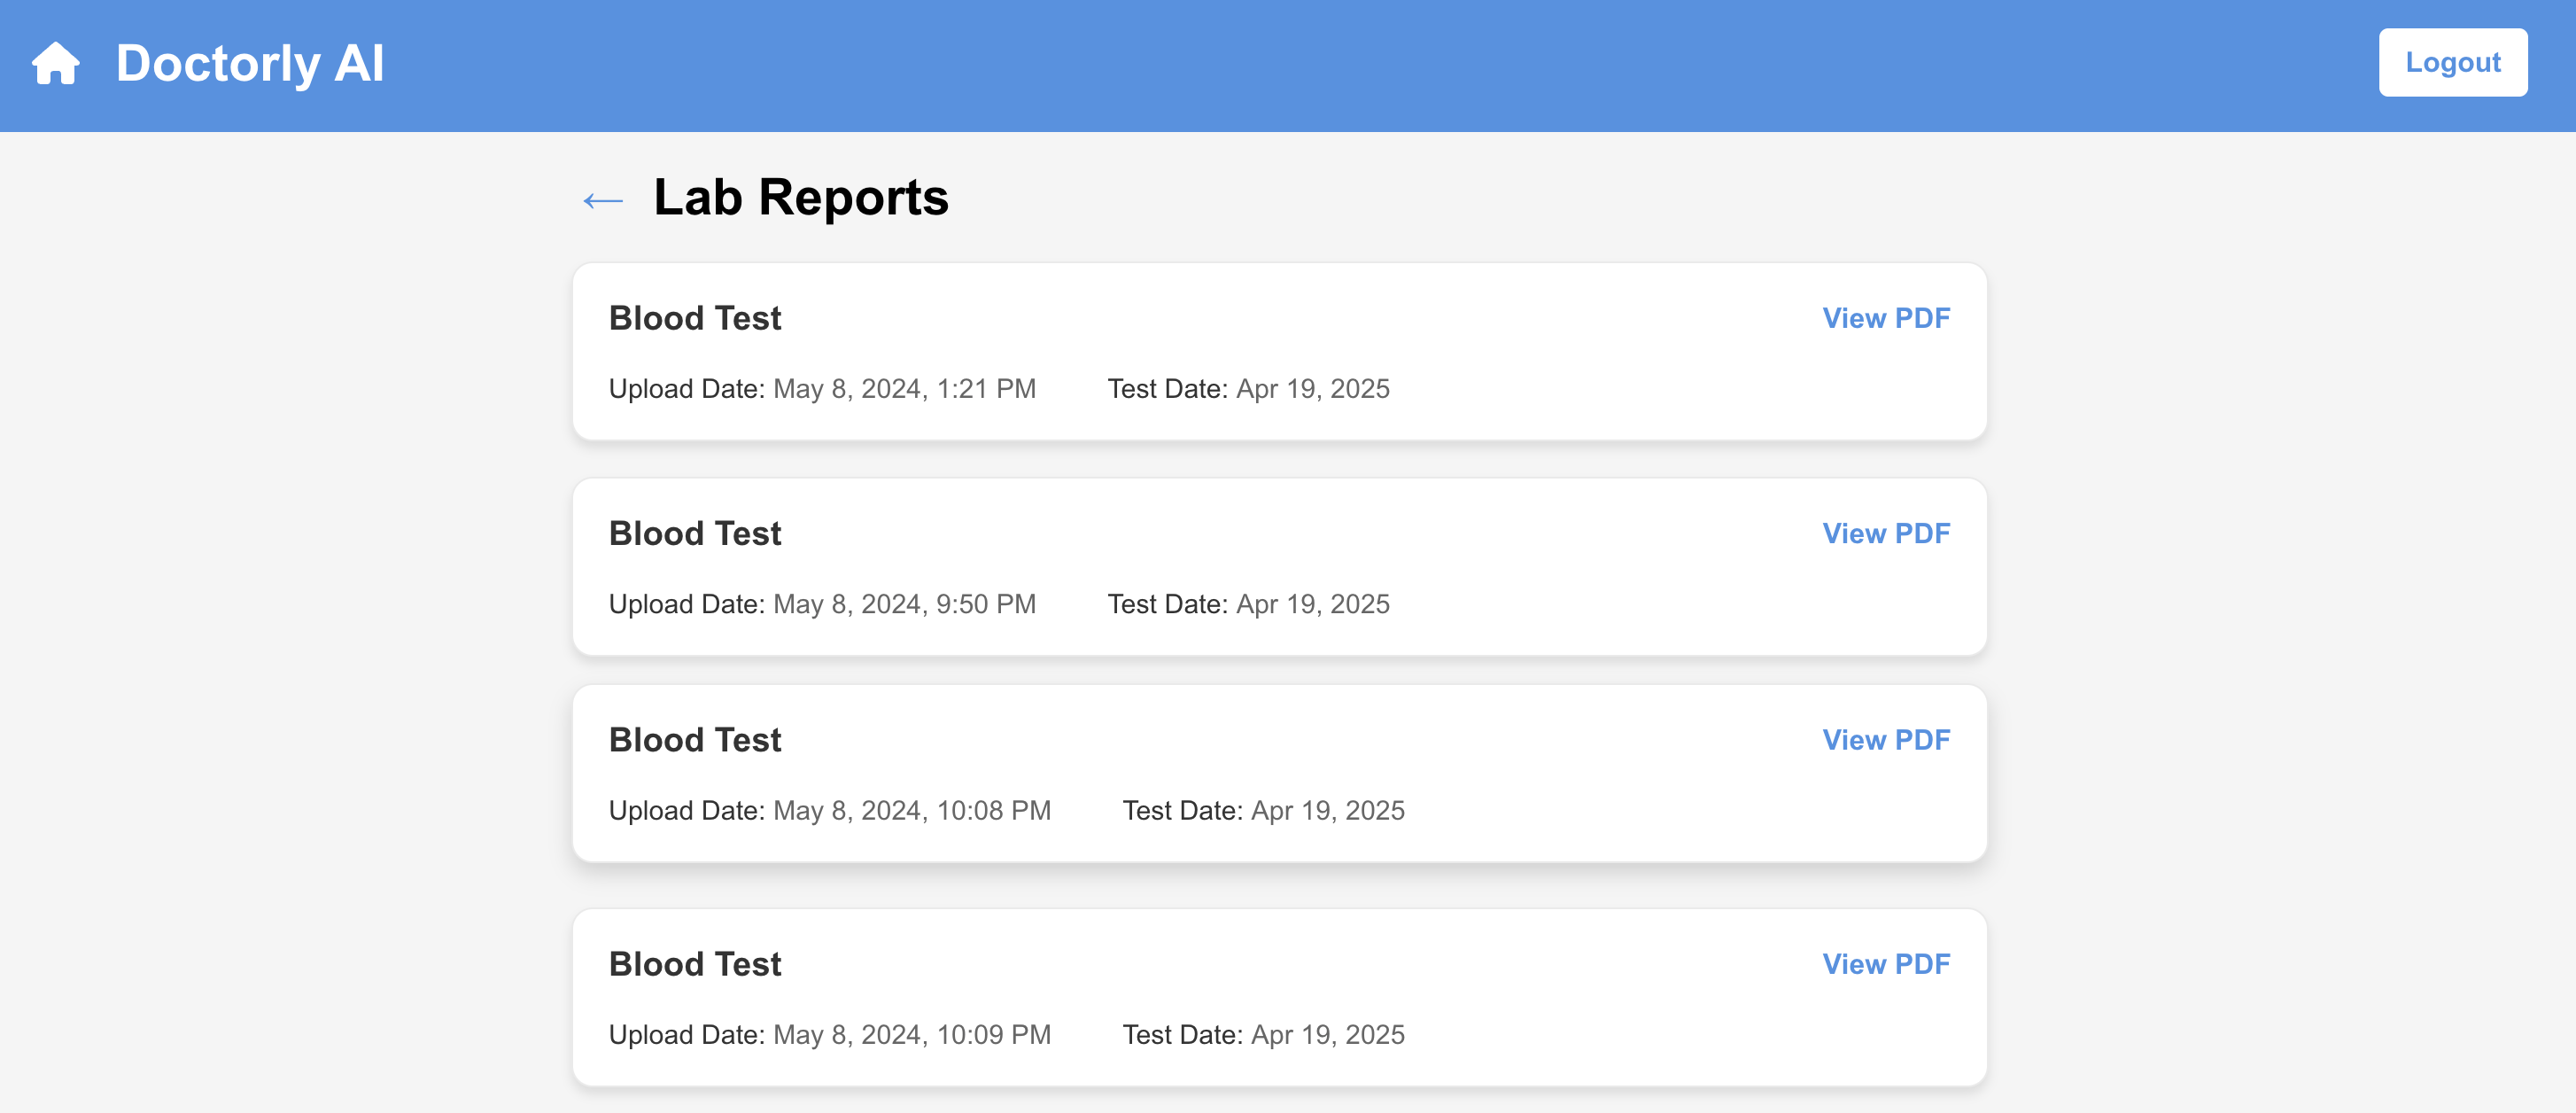 Doctorly AI
Logout
← Lab Reports
Blood Test
View PDF
Upload Date: May 8, 2024, 1:21 PM Test Date: Apr 19, 2025
Blood Test
View PDF
Upload Date: May 8, 2024, 9:50 PM Test Date: Apr 19, 2025
Blood Test
View PDF
Upload Date: May 8, 2024, 10:08 PM Test Date: Apr 19, 2025
Blood Test
View PDF
Upload Date: May 8, 2024, 10:09 PM Test Date: Apr 19, 2025